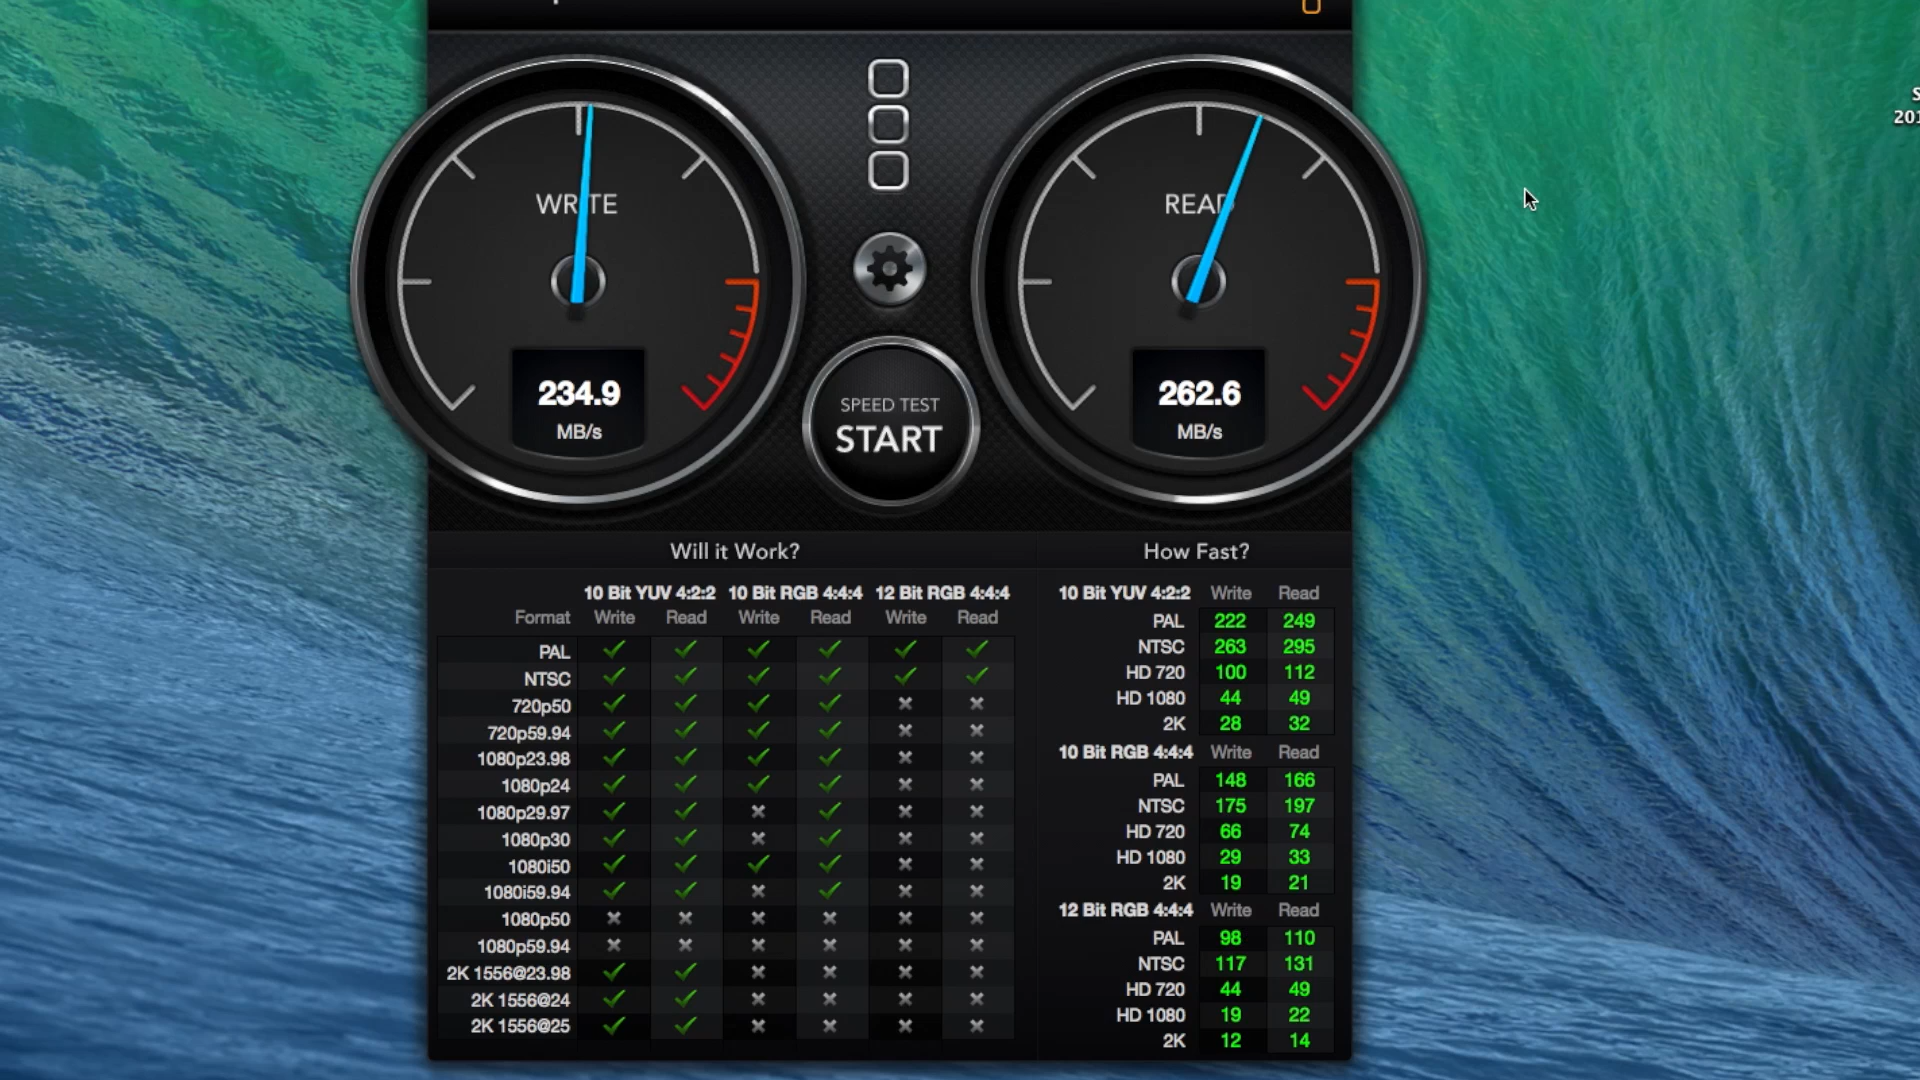 WRITE
READ
234.9
MB/s
262.6
MB/s
SPEED TEST
START
Will it Work?
10 Bit YUV 4:2:2 10 Bit RGB 4:4:4 12 Bit RGB 4:4:4
Format Write Read Write Read Write Read
PAL
NTSC
720p50
720p59.94
1080p23.98
1080p24
1080p29.97
1080p30
1080i50
1080i59.94
1080p50
1080p59.94
2K 1556@23.98
2K 1556@24
2K 1556@25
How Fast?
10 Bit YUV 4:2:2 Write Read
PAL 222 249
NTSC 263 295
HD 720 100 112
HD 1080 44 49
2K 28 32
10 Bit RGB 4:4:4 Write Read
PAL 148 166
NTSC 175 197
HD 720 66 74
HD 1080 29 33
2K 19 21
12 Bit RGB 4:4:4 Write Read
PAL 98 110
NTSC 117 131
HD 720 44 49
HD 1080 19 22
2K 12 14